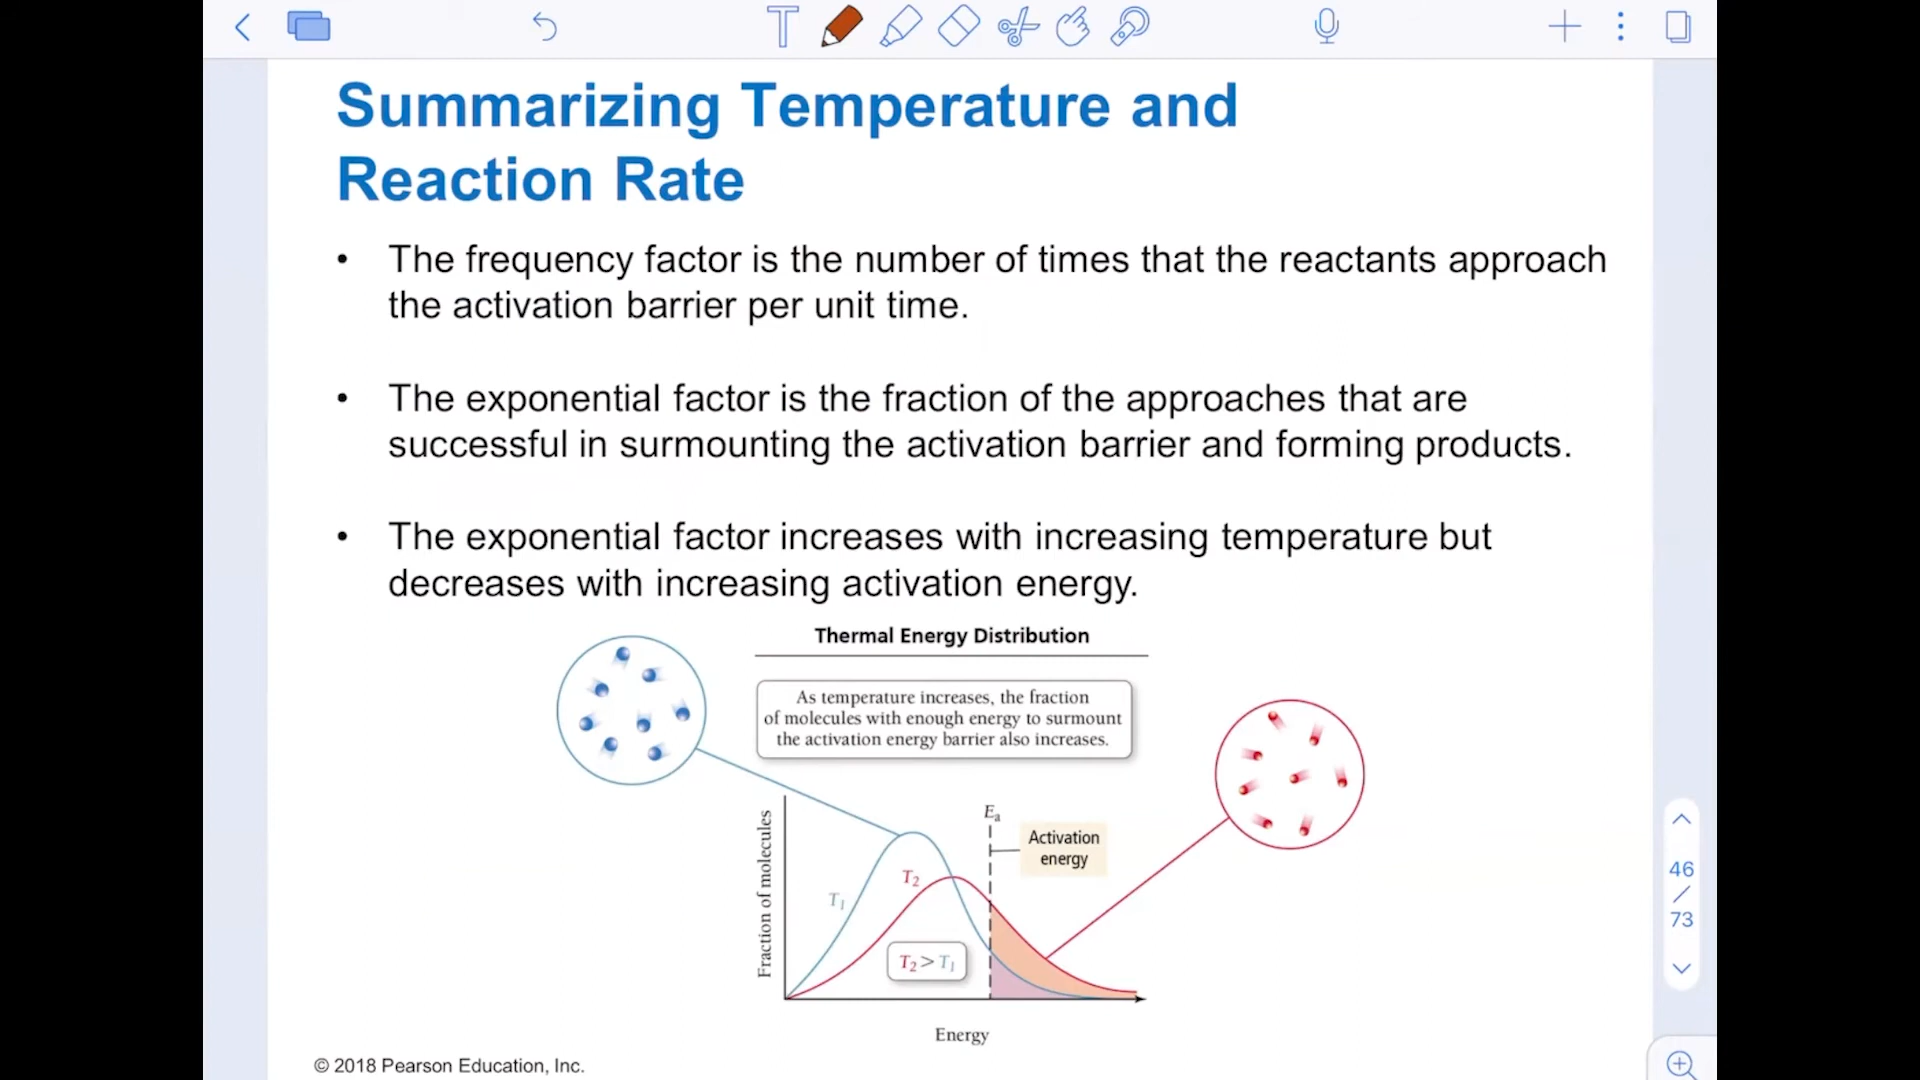 Summarizing Temperature and
Reaction Rate
• The frequency factor is the number of times that the reactants approach
the activation barrier per unit time.
• The exponential factor is the fraction of the approaches that are
successful in surmounting the activation barrier and forming products.
• The exponential factor increases with increasing temperature but
decreases with increasing activation energy.
Thermal Energy Distribution
As temperature increases, the fraction
of molecules with enough energy to surmount
the activation energy barrier also increases.
Fraction of molecules
Eₐ
Activation
energy
T₂
T₁
T₂ > T₁
Energy
46
/
73
© 2018 Pearson Education, Inc.